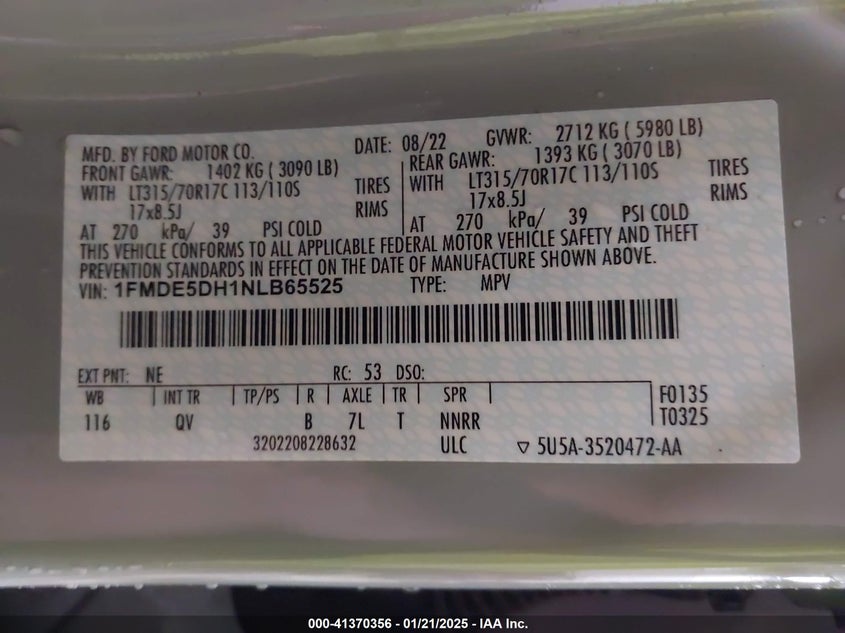 MFD. BY FORD MOTOR CO. DATE: 08/22 GVWR: 2712 KG ( 5980 LB)
FRONT GAWR: 1402 KG ( 3090 LB) REAR GAWR: 1393 KG ( 3070 LB)
WITH LT315/70R17C 113/110S TIRES WITH LT315/70R17C 113/110S TIRES
17x8.5J RIMS 17x8.5J RIMS
AT 270 kPa/ 39 PSI COLD AT 270 kPa/ 39 PSI COLD
THIS VEHICLE CONFORMS TO ALL APPLICABLE FEDERAL MOTOR VEHICLE SAFETY AND THEFT
PREVENTION STANDARDS IN EFFECT ON THE DATE OF MANUFACTURE SHOWN ABOVE.
VIN: 1FMDE5DH1NLB65525 TYPE: MPV
EXT PNT: NE RC: 53 DSO:
WB INT TR TP/PS R AXLE TR SPR F0135
116 QV B 7L T NNRR T0325
3202208228632 ULC ▽ 5U5A-3520472-AA
000-41370356 - 01/21/2025 - IAA Inc.